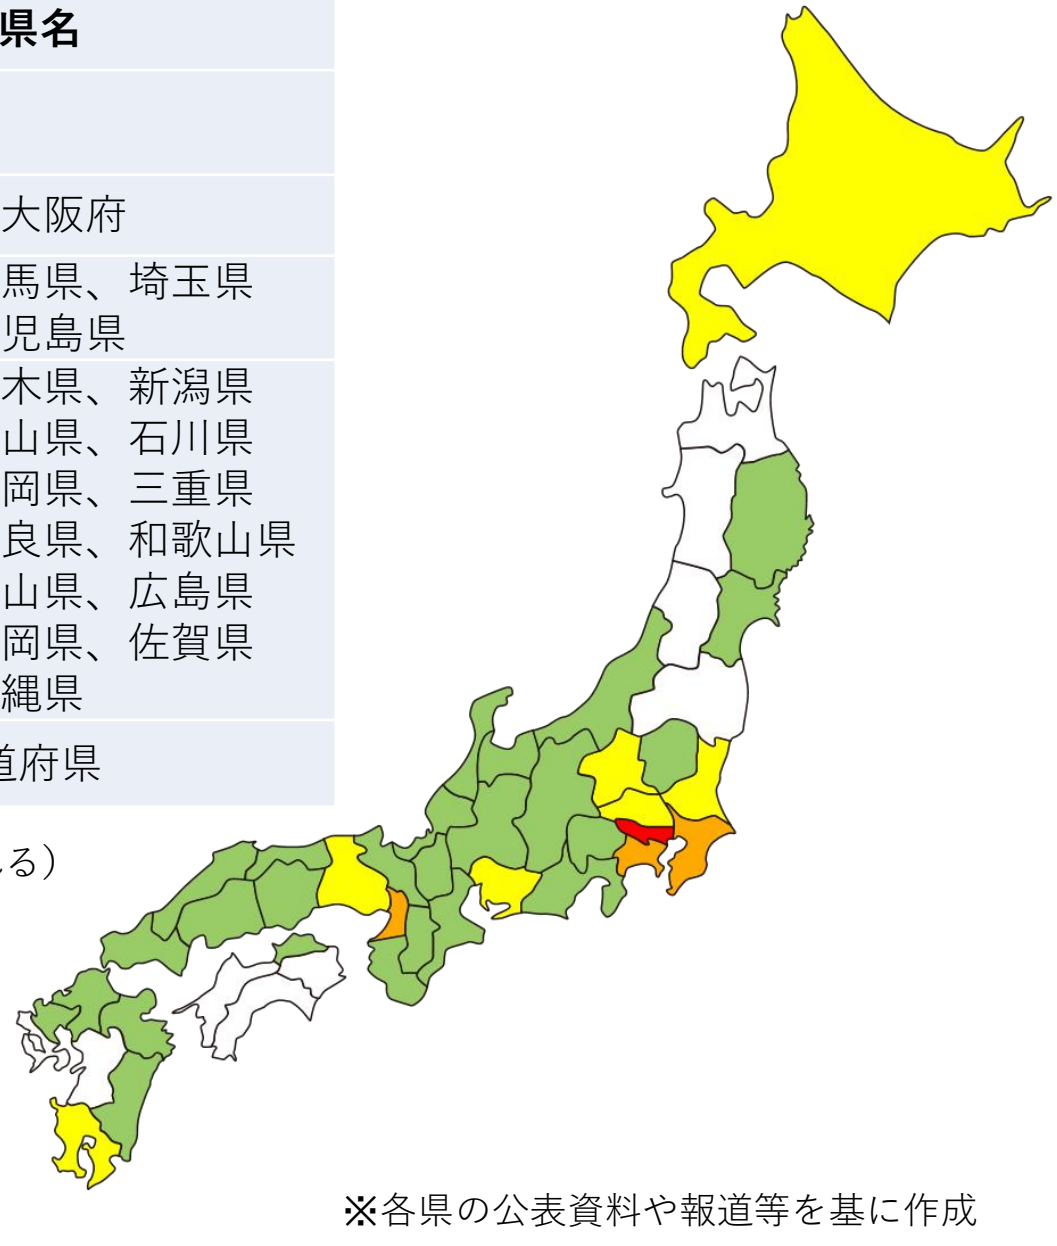 県名
大阪府
馬県、埼玉県
児島県
木県、新潟県
山県、石川県
岡県、三重県
良県、和歌山県
山県、広島県
岡県、佐賀県
縄県
道府県
る）
※各県の公表資料や報道等を基に作成